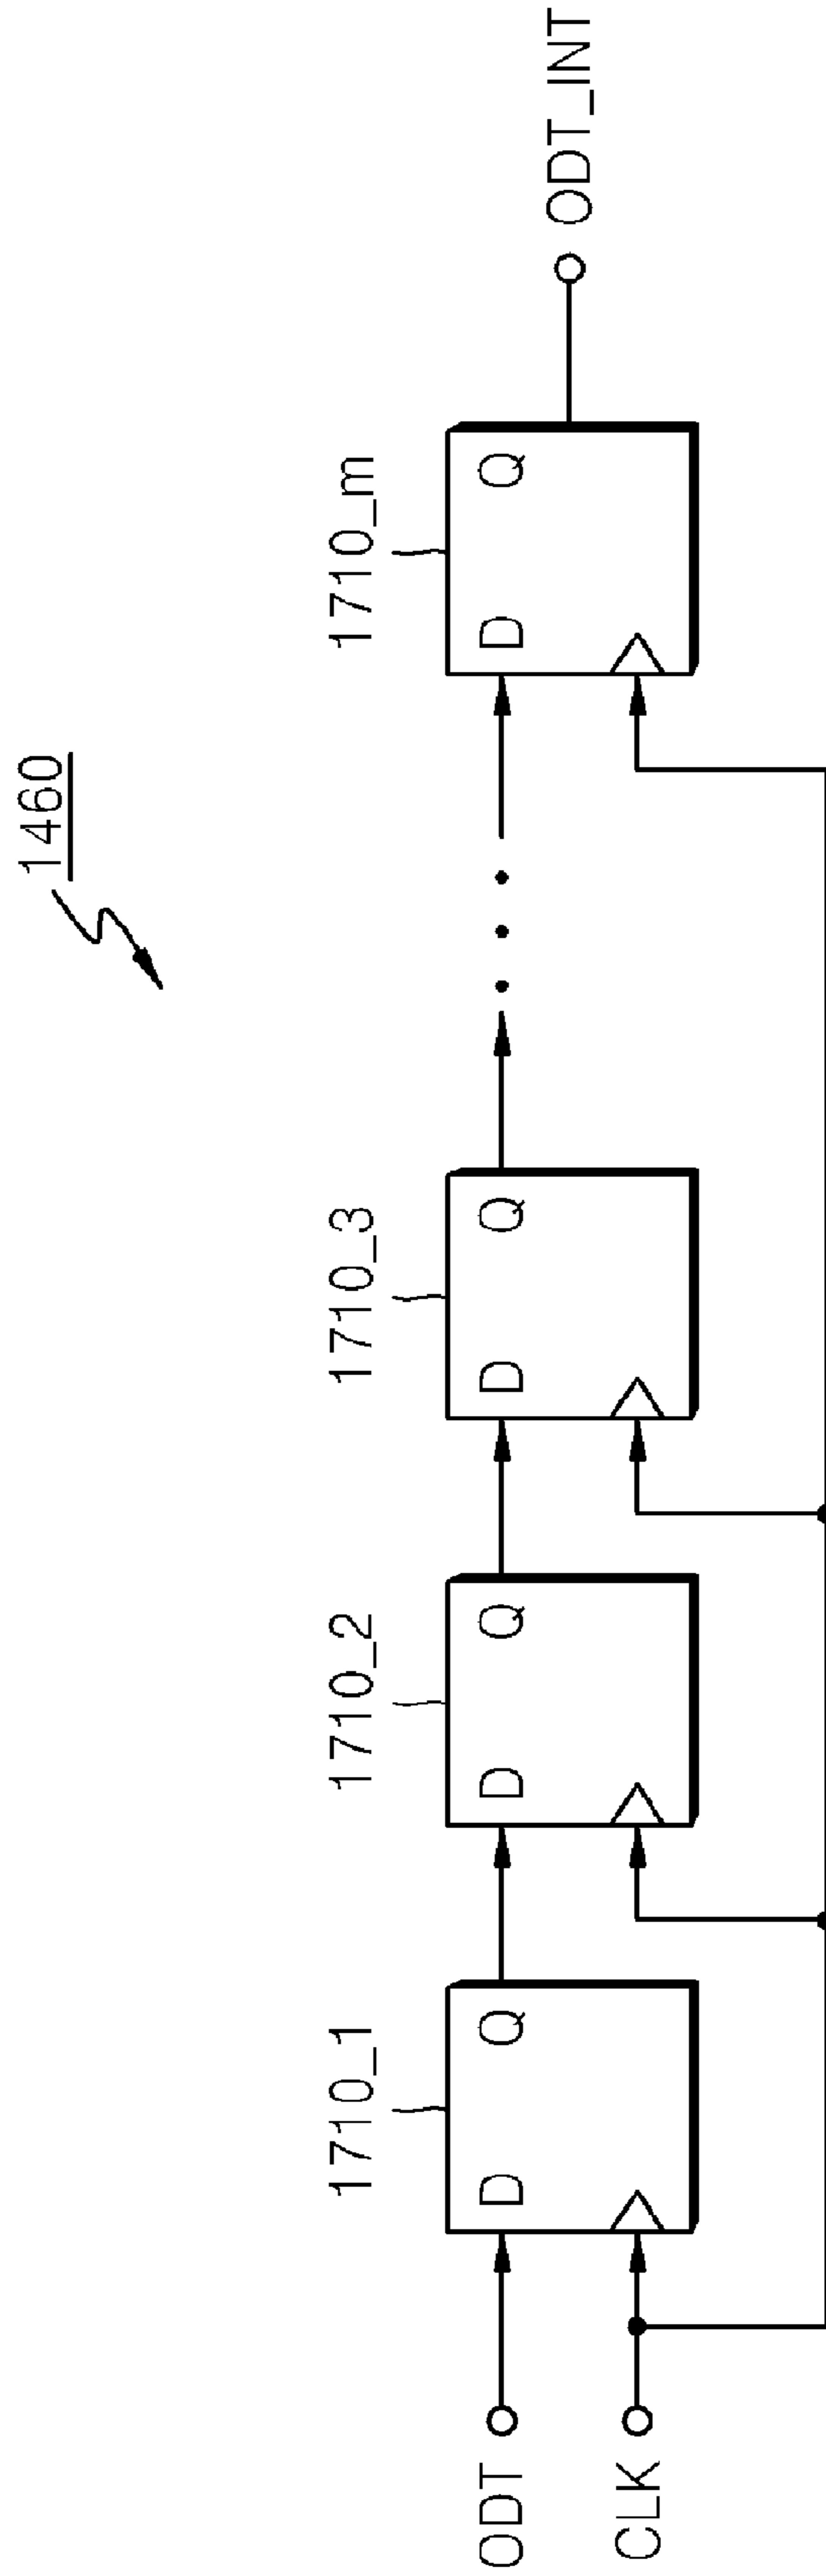 1460
1710_1
1710_2
1710_3
1710_m
D Q
D Q
D Q
D Q
ODT
CLK
ODT_INT